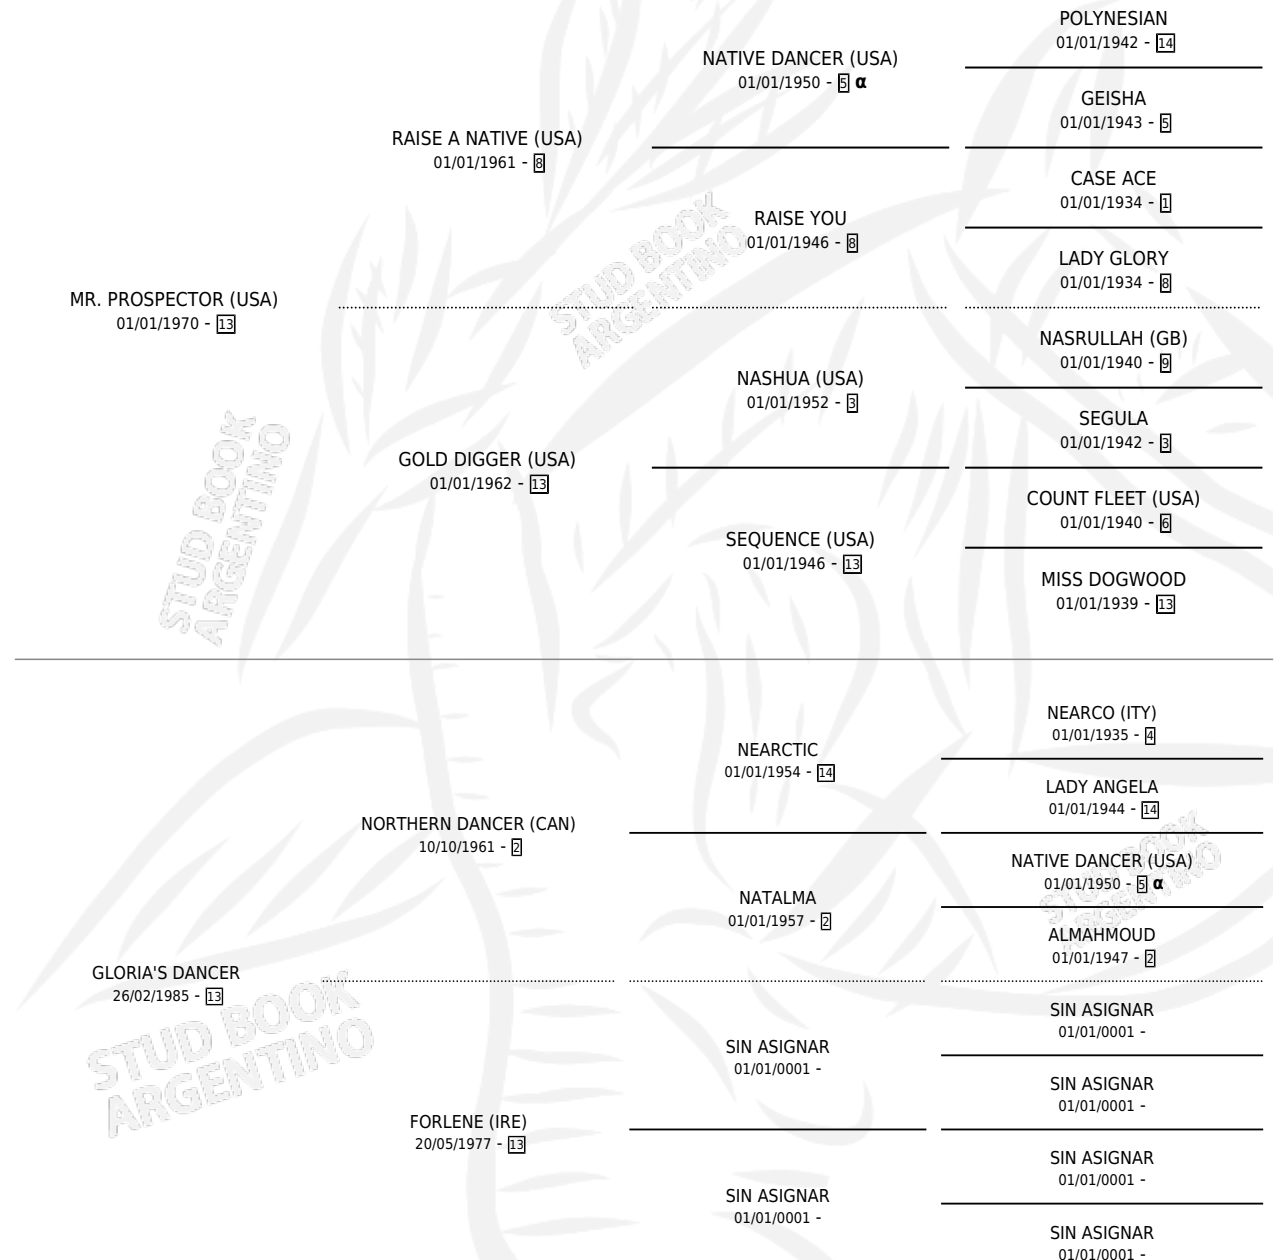 POLYNESIAN
01/01/1942 - 14
NATIVE DANCER (USA)
01/01/1950 - 5 α
GEISHA
01/01/1943 - 5
RAISE A NATIVE (USA)
01/01/1961 - 8
CASE ACE
01/01/1934 - 1
RAISE YOU
01/01/1946 - 8
LADY GLORY
01/01/1934 - 8
STUD BOOK
ARGENTINO
MR. PROSPECTOR (USA)
01/01/1970 - 13
NASRULLAH (GB)
01/01/1940 - 9
NASHUA (USA)
01/01/1952 - 3
SEGULA
01/01/1942 - 3
GOLD DIGGER (USA)
01/01/1962 - 13
COUNT FLEET (USA)
01/01/1940 - 6
SEQUENCE (USA)
01/01/1946 - 13
MISS DOGWOOD
01/01/1939 - 13
STUD BOOK
ARGENTINO
NEARCO (ITY)
01/01/1935 - 4
NEARCTIC
01/01/1954 - 14
LADY ANGELA
01/01/1944 - 14
NORTHERN DANCER (CAN)
10/10/1961 - 2
NATIVE DANCER (USA)
01/01/1950 - 5 α
NATALMA
01/01/1957 - 2
ALMAHMOUD
01/01/1947 - 2
STUD BOOK
ARGENTINO
GLORIA'S DANCER
26/02/1985 - 13
SIN ASIGNAR
01/01/0001 -
SIN ASIGNAR
01/01/0001 -
SIN ASIGNAR
01/01/0001 -
STUD BOOK
ARGENTINO
FORLENE (IRE)
20/05/1977 - 13
SIN ASIGNAR
01/01/0001 -
SIN ASIGNAR
01/01/0001 -
SIN ASIGNAR
01/01/0001 -